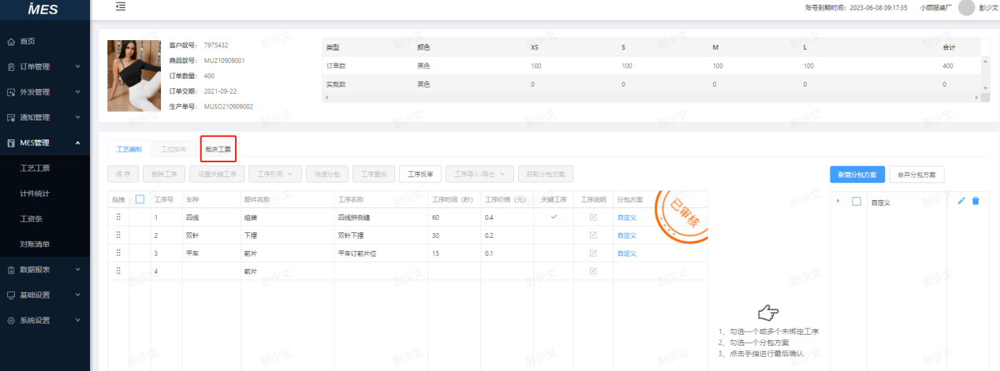 iMES
账号到期时间：2023-06-08 09:17:35 小顾服装厂 彭少文
首页
订单管理
外发管理
通知管理
MES管理
工艺工票
计件统计
工资条
对账清单
数据报表
基础设置
系统设置
客户款号： 7975432
商品款号： MU210909001
订单数量： 400
订单交期： 2021-09-22
生产单号： MUSO210909002
类型 颜色 XS S M L 合计
订单数 黑色 100 100 100 100 400
实裁数 黑色 0 0 0 0 0
工艺编制 工位排布 裁床工票
保存 删除工序 设置关键工序 工序引用 快速分包 工序重排 工序反审 工序导入/导出 获取分包方案
新增分包方案 合并分包方案
拖拽 工序号 车种 部件名称 工序名称 工序时间（秒） 工序价格（元） 关键工序 工序说明 分包方案
1 四线 组装 四线拼侧缝 60 0.4 自定义
2 双针 下摆 双针下摆 30 0.2 自定义
3 平车 前片 平车订前片位 15 0.1 自定义
4 前片
已审核
自定义
1、勾选一个或多个未绑定工序
2、勾选一个分包方案
3、点击手指进行最后确认
彭少文